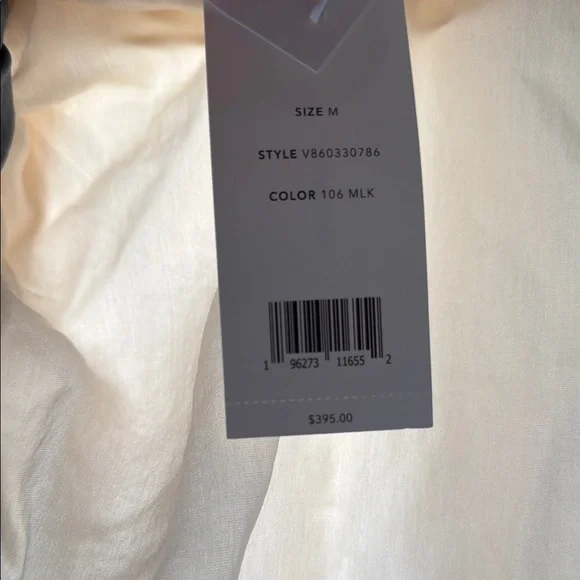 SIZE M
STYLE V860330786
COLOR 106 MLK
1 96273 11655 2
$395.00